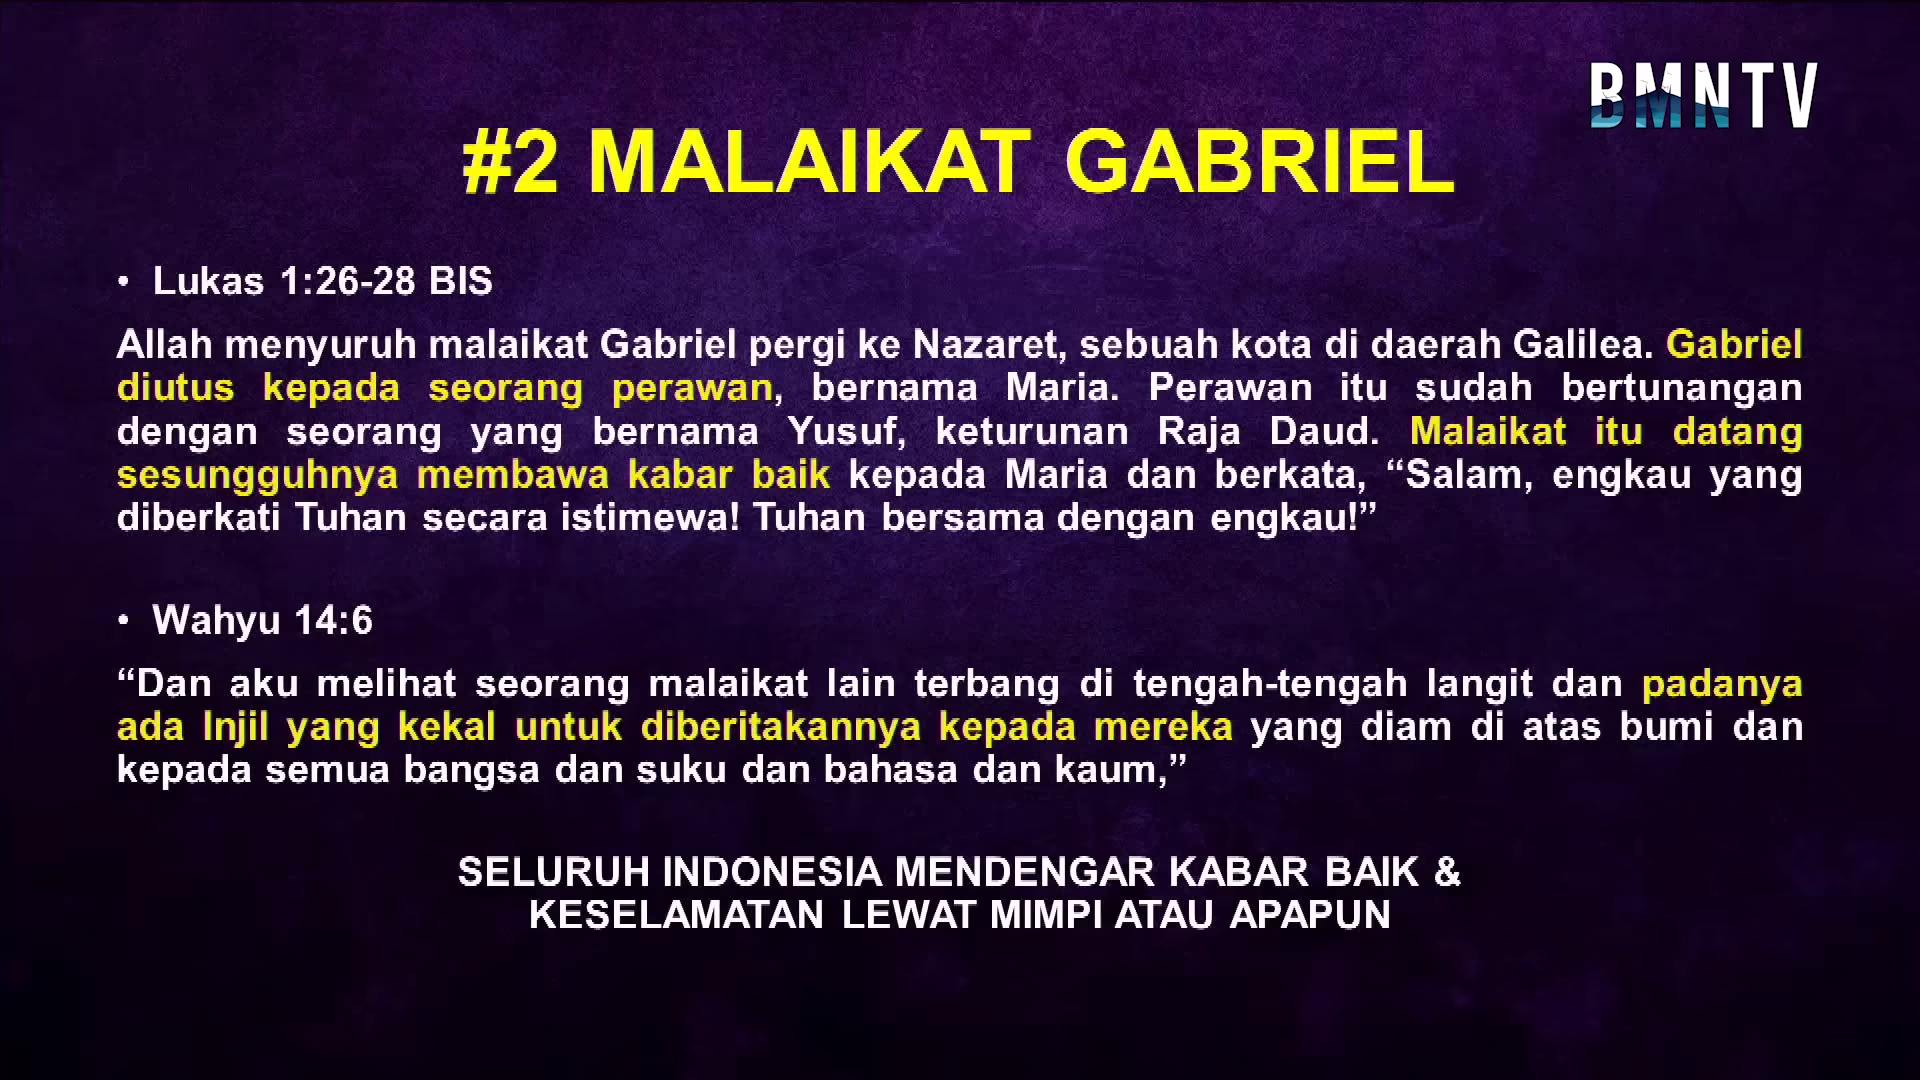 BMNTV
#2 MALAIKAT GABRIEL
• Lukas 1:26-28 BIS
Allah menyuruh malaikat Gabriel pergi ke Nazaret, sebuah kota di daerah Galilea. Gabriel
diutus kepada seorang perawan, bernama Maria. Perawan itu sudah bertunangan
dengan seorang yang bernama Yusuf, keturunan Raja Daud. Malaikat itu datang
sesungguhnya membawa kabar baik kepada Maria dan berkata, “Salam, engkau yang
diberkati Tuhan secara istimewa! Tuhan bersama dengan engkau!”
• Wahyu 14:6
“Dan aku melihat seorang malaikat lain terbang di tengah-tengah langit dan padanya
ada Injil yang kekal untuk diberitakannya kepada mereka yang diam di atas bumi dan
kepada semua bangsa dan suku dan bahasa dan kaum,”
SELURUH INDONESIA MENDENGAR KABAR BAIK &
KESELAMATAN LEWAT MIMPI ATAU APAPUN